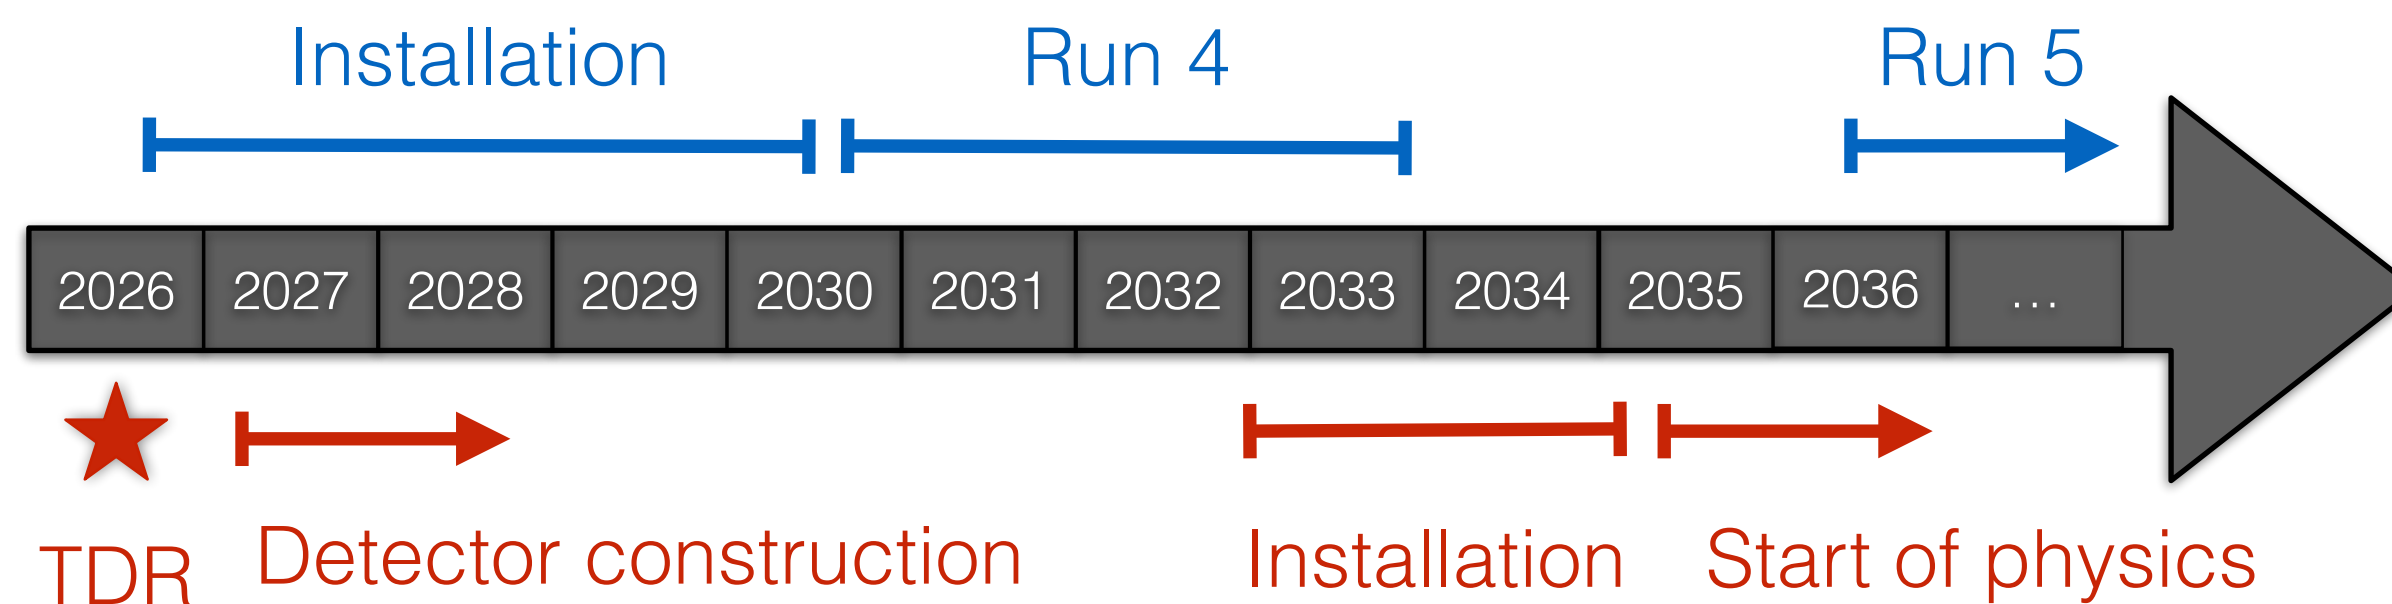 Installation Run 4 Run 5
2026 2027 2028 2029 2030 2031 2032 2033 2034 2035 2036 ...
TDR Detector construction Installation Start of physics